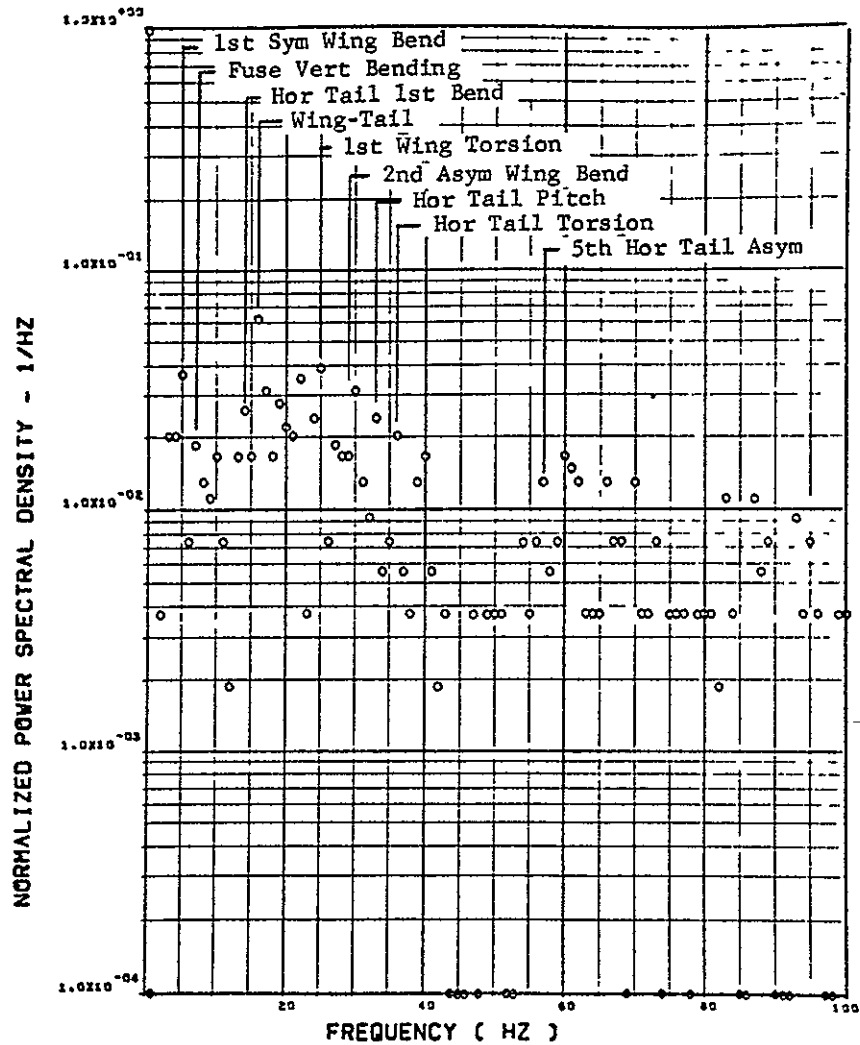 1.0X10+00
1st Sym Wing Bend
Fuse Vert Bending
Hor Tail 1st Bend
Wing-Tail
1st Wing Torsion
2nd Asym Wing Bend
Hor Tail Pitch
Hor Tail Torsion
5th Hor Tail Asym
1.0X10-01
1.0X10-02
1.0X10-03
1.0X10-04
NORMALIZED POWER SPECTRAL DENSITY - 1/HZ
20 40 60 80 100
FREQUENCY ( HZ )